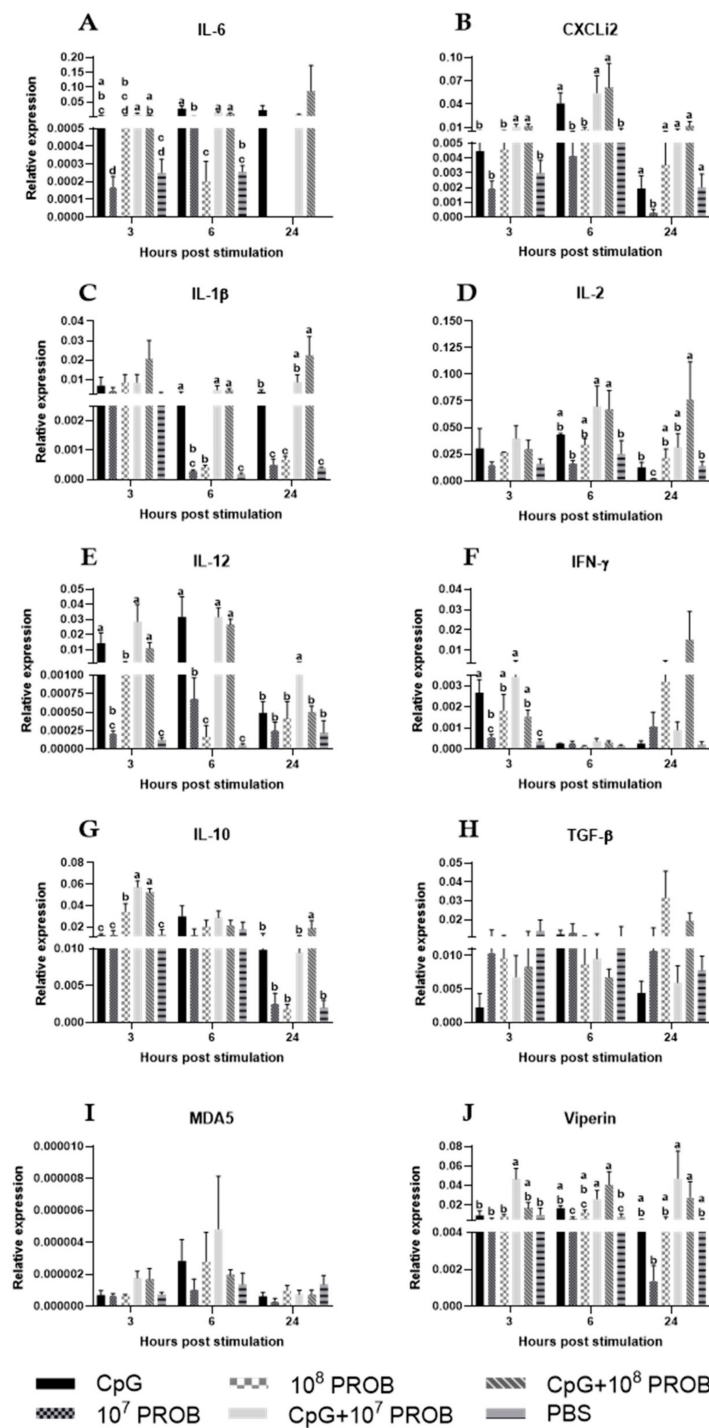 A
IL-6
Relative expression
0.20
0.15
0.10
0.05
0.0005
0.0004
0.0003
0.0002
0.0001
0.0000
a b c
d
b c d
a
a b
c d
a
b
c
a
a
b c
3
6
24
Hours post stimulation
B
CXCLi2
Relative expression
0.10
0.07
0.04
0.01
0.005
0.004
0.003
0.002
0.001
0.000
b
b
b
a
a
b
a
b
b
a
a
b
a
b
a
a
a
a
3
6
24
Hours post stimulation
C
IL-1β
Relative expression
0.04
0.03
0.02
0.01
0.002
0.001
0.000
a
b c
b c
a
a
c
b
c
c
a b
a
c
3
6
24
Hours post stimulation
D
IL-2
Relative expression
0.150
0.125
0.100
0.075
0.050
0.025
0.000
a b
b
a b
a
a
b
b
c
a b
a b
a
b
3
6
24
Hours post stimulation
E
IL-12
Relative expression
0.05
0.04
0.03
0.02
0.01
0.00100
0.00075
0.00050
0.00025
0.00000
a
b c
b
a
a
c
a
b
c
a
a
c
b
b
b
a
b
b
3
6
24
Hours post stimulation
F
IFN-γ
Relative expression
0.04
0.03
0.02
0.01
0.003
0.002
0.001
0.000
a
b c
a b
a
a b
c
3
6
24
Hours post stimulation
G
IL-10
Relative expression
0.08
0.06
0.04
0.02
0.010
0.005
0.000
c
c
b
a
a
c
b
b
b
b
a
b
3
6
24
Hours post stimulation
H
TGF-β
Relative expression
0.05
0.04
0.03
0.02
0.010
0.005
0.000
3
6
24
Hours post stimulation
I
MDA5
Relative expression
0.000010
0.000008
0.000006
0.000004
0.000002
0.000000
3
6
24
Hours post stimulation
J
Viperin
Relative expression
0.08
0.06
0.04
0.02
0.004
0.002
0.000
b
b
b
a
a b
b
a b
c
a b c
a b
a
b c
a b
b
a b
a
a
a b
3
6
24
Hours post stimulation
CpG
10⁸ PROB
CpG+10⁸ PROB
10⁷ PROB
CpG+10⁷ PROB
PBS